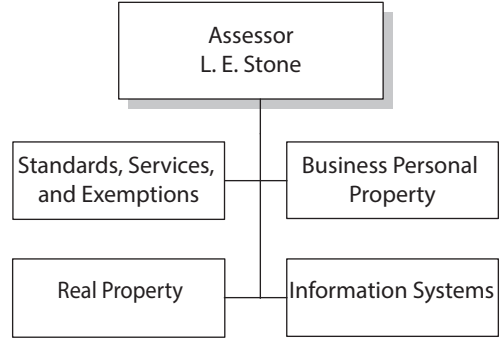 Assessor
L. E. Stone
Standards, Services,
and Exemptions
Business Personal
Property
Real Property
Information Systems